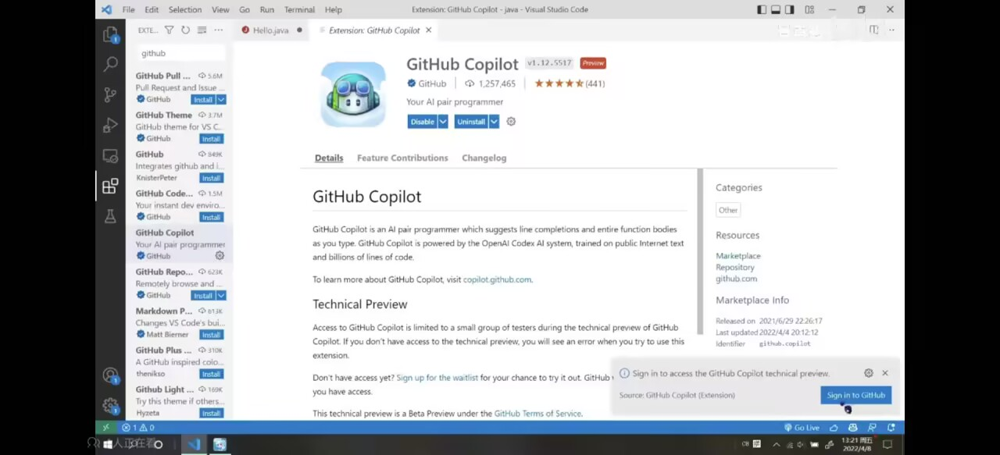 File Edit Selection View Go Run Terminal Help
Extension: GitHub Copilot - java - Visual Studio Code
EXTE...
Hello.java
Extension: GitHub Copilot
github
GitHub Pull ... 5.6M
Pull Request and Issue ...
GitHub Install
GitHub Theme 3.7M
GitHub theme for VS C...
GitHub Install
GitHub 849K
Integrates github and i...
KnisterPeter Install
GitHub Code... 1.5M
Your instant dev enviro...
GitHub Install
GitHub Copilot
Your AI pair programmer
GitHub
GitHub Repo... 623K
Remotely browse and ...
GitHub Install
Markdown P... 613K
Changes VS Code's bui...
Matt Bierner Install
GitHub Plus ... 310K
A GitHub inspired colo...
thenikso Install
Github Light ... 169K
Try this theme if others...
Hyzeta Install
GitHub Copilot v1.12.5517 Preview
GitHub 1,257,465 (441)
Your AI pair programmer
Disable Uninstall
Details Feature Contributions Changelog
GitHub Copilot
GitHub Copilot is an AI pair programmer which suggests line completions and entire function bodies
as you type. GitHub Copilot is powered by the OpenAI Codex AI system, trained on public Internet text
and billions of lines of code.
To learn more about GitHub Copilot, visit copilot.github.com.
Technical Preview
Access to GitHub Copilot is limited to a small group of testers during the technical preview of GitHub
Copilot. If you don't have access to the technical preview, you will see an error when you try to use this
extension.
Don't have access yet? Sign up for the waitlist for your chance to try it out. GitHub
you have access.
This technical preview is a Beta Preview under the GitHub Terms of Service.
Categories
Other
Resources
Marketplace
Repository
github.com
Marketplace Info
Released on 2021/6/29 22:26:17
Last updated 2022/4/4 20:12:12
Identifier github.copilot
Sign in to access the GitHub Copilot technical preview.
Source: GitHub Copilot (Extension) Sign in to GitHub
1 0
Go Live
人正在看
13:21 周五
2022/4/8